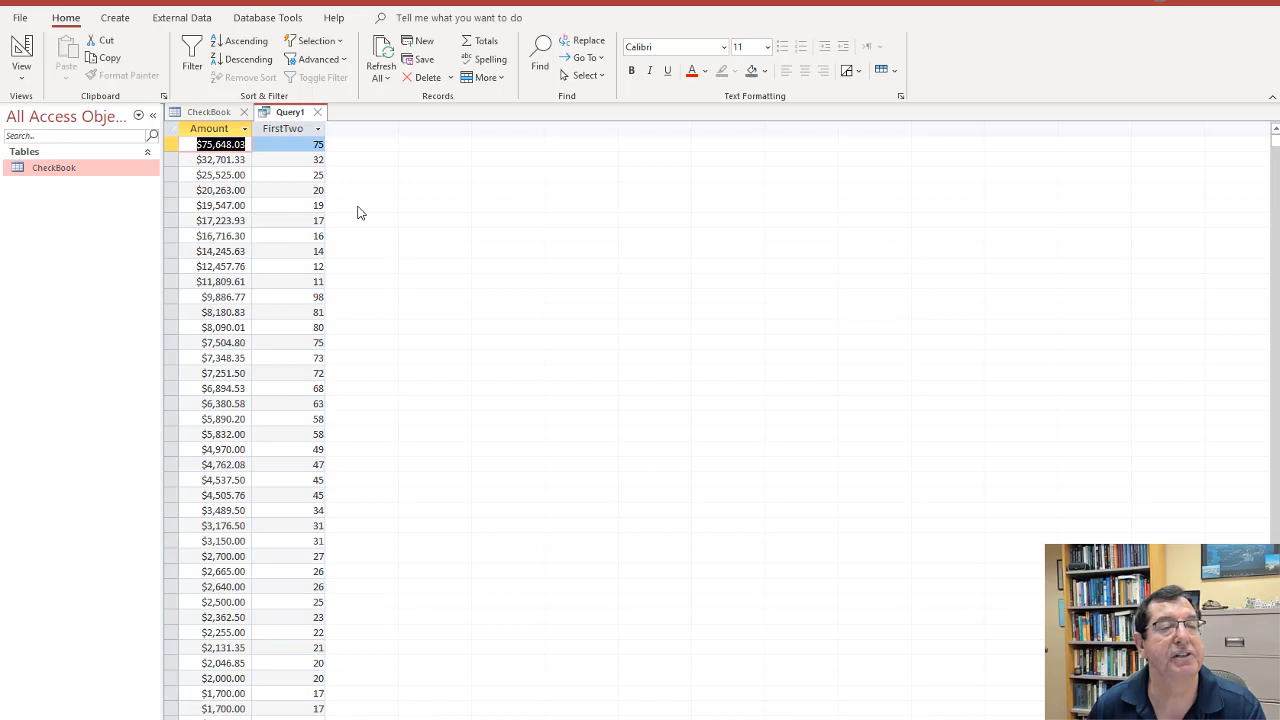 File Home Create External Data Database Tools Help Tell me what you want to do
View
Views
Paste
Cut
Copy
Format Painter
Clipboard
Filter
Ascending
Descending
Remove Sort
Selection
Advanced
Toggle Filter
Sort & Filter
Refresh
All
New
Save
Delete
Totals
Spelling
More
Records
Find
Replace
Go To
Select
Find
Calibri 11
B I U A
Text Formatting
All Access Obje...
Search...
Tables
CheckBook
CheckBook Query1
Amount FirstTwo
$75,648.03 75
$32,701.33 32
$25,525.00 25
$20,263.00 20
$19,547.00 19
$17,223.93 17
$16,716.30 16
$14,245.63 14
$12,457.76 12
$11,809.61 11
$9,886.77 98
$8,180.83 81
$8,090.01 80
$7,504.80 75
$7,348.35 73
$7,251.50 72
$6,894.53 68
$6,380.58 63
$5,890.20 58
$5,832.00 58
$4,970.00 49
$4,762.08 47
$4,537.50 45
$4,505.76 45
$3,489.50 34
$3,176.50 31
$3,150.00 31
$2,700.00 27
$2,665.00 26
$2,640.00 26
$2,500.00 25
$2,362.50 23
$2,255.00 22
$2,131.35 21
$2,046.85 20
$2,000.00 20
$1,700.00 17
$1,700.00 17